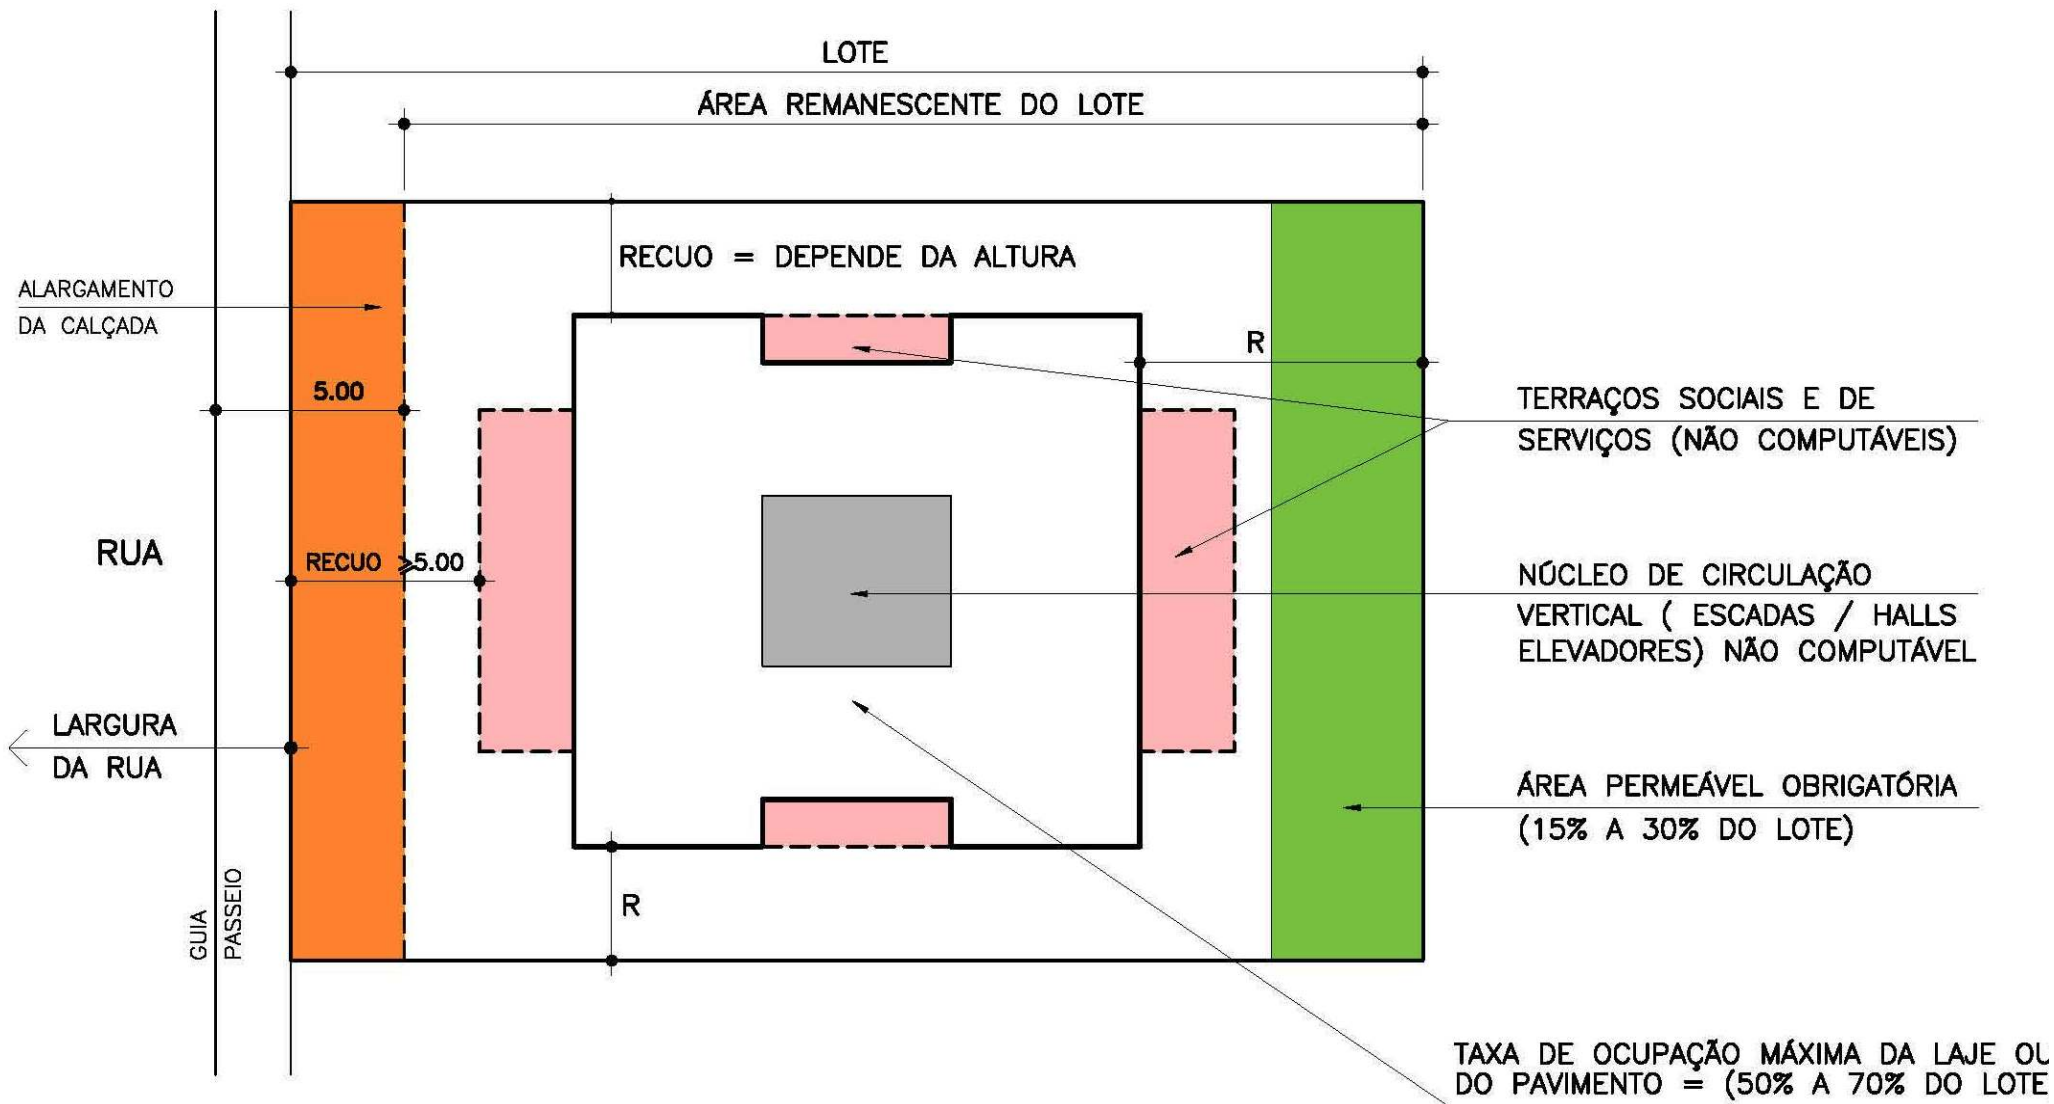 LOTE
ÁREA REMANESCENTE DO LOTE
RECUO = DEPENDE DA ALTURA
ALARGAMENTO
DA CALÇADA
R
5.00
TERRAÇOS SOCIAIS E DE
SERVIÇOS (NÃO COMPUTÁVEIS)
RUA
RECUO ⩾5.00
NÚCLEO DE CIRCULAÇÃO
VERTICAL ( ESCADAS / HALLS
ELEVADORES) NÃO COMPUTÁVEL
LARGURA
DA RUA
ÁREA PERMEÁVEL OBRIGATÓRIA
(15% A 30% DO LOTE)
GUIA
PASSEIO
R
TAXA DE OCUPAÇÃO MÁXIMA DA LAJE OU
DO PAVIMENTO = (50% A 70% DO LOTE